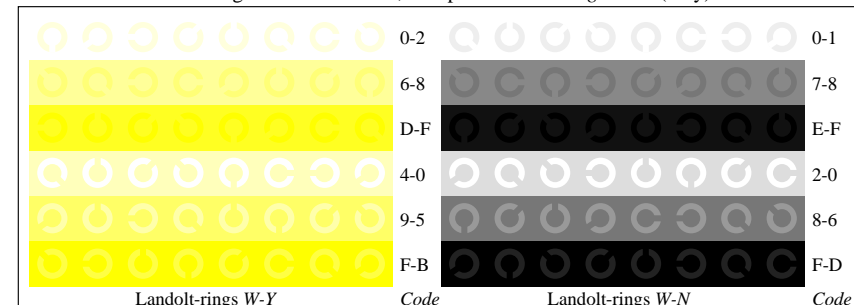 0-2 0-1
6-8 7-8
D-F E-F
4-0 2-0
9-5 8-6
F-B F-D
Landolt-rings W-Y Code Landolt-rings W-N Code